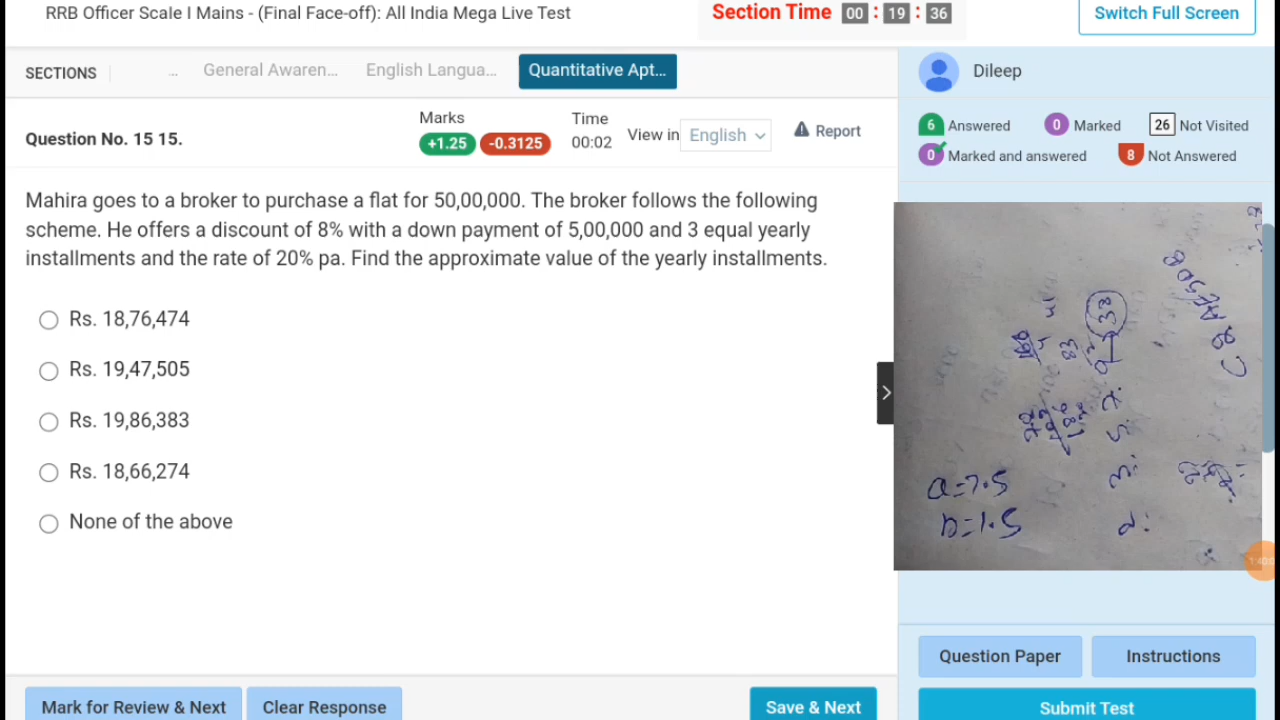 RRB Officer Scale I Mains - (Final Face-off): All India Mega Live Test
Section Time 00 : 19 : 36
Switch Full Screen
SECTIONS
... General Awaren... English Langua... Quantitative Apt...
Dileep
Question No. 15 15.
Marks
+1.25 -0.3125
Time
00:02
View in English
Report
6 Answered 0 Marked 26 Not Visited
0 Marked and answered 8 Not Answered
Mahira goes to a broker to purchase a flat for 50,00,000. The broker follows the following
scheme. He offers a discount of 8% with a down payment of 5,00,000 and 3 equal yearly
installments and the rate of 20% pa. Find the approximate value of the yearly installments.
Rs. 18,76,474
Rs. 19,47,505
Rs. 19,86,383
Rs. 18,66,274
None of the above
a=7.5
b=1.5
Question Paper Instructions
Mark for Review & Next Clear Response Save & Next
Submit Test